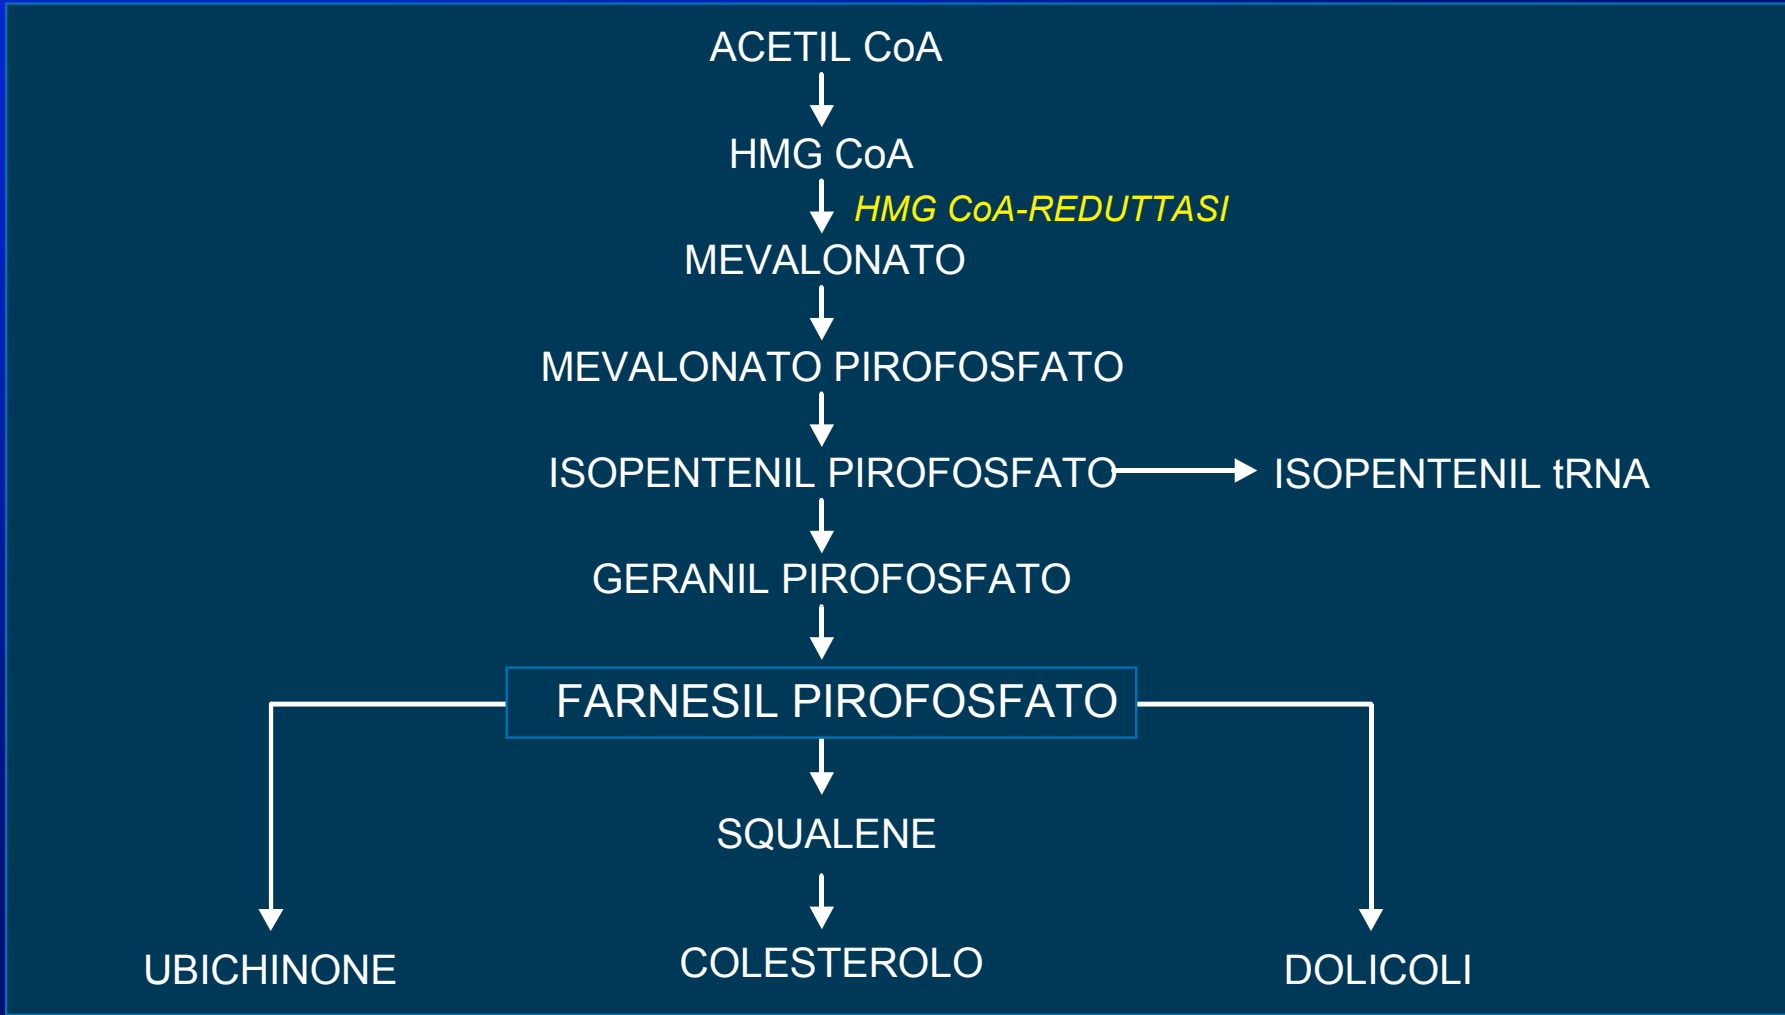 ACETIL CoA
HMG CoA
HMG CoA-REDUTTASI
MEVALONATO
MEVALONATO PIROFOSFATO
ISOPENTENIL PIROFOSFATO
ISOPENTENIL tRNA
GERANIL PIROFOSFATO
FARNESIL PIROFOSFATO
SQUALENE
UBICHINONE
COLESTEROLO
DOLICOLI